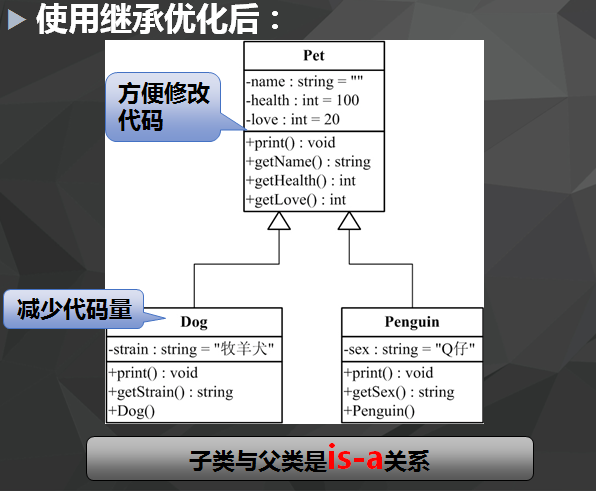 使用继承优化后：
Pet
-name : string = ""
-health : int = 100
-love : int = 20
+print() : void
+getName() : string
+getHealth() : int
+getLove() : int
方便修改
代码
减少代码量
Dog
-strain : string = "牧羊犬"
+print() : void
+getStrain() : string
+Dog()
Penguin
-sex : string = "Q仔"
+print() : void
+getSex() : string
+Penguin()
子类与父类是is-a关系